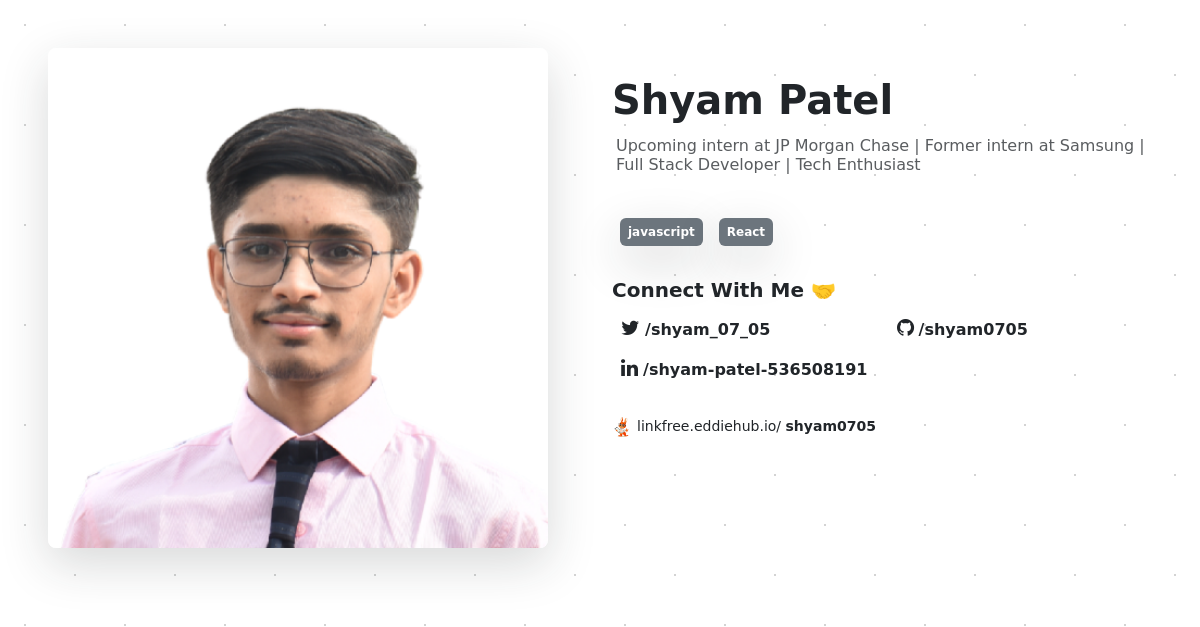 Shyam Patel
Upcoming intern at JP Morgan Chase | Former intern at Samsung |
Full Stack Developer | Tech Enthusiast
javascript React
Connect With Me 🤝
/shyam_07_05 /shyam0705
/shyam-patel-536508191
linkfree.eddiehub.io/ shyam0705